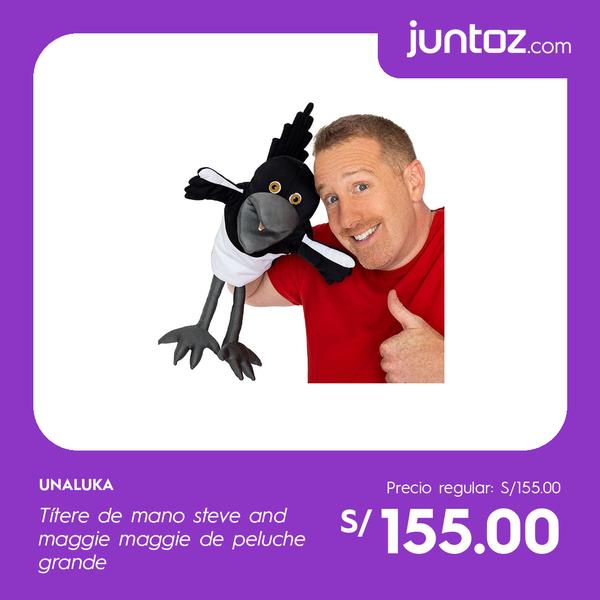 juntoz.com
UNALUKA
Títere de mano steve and
maggie maggie de peluche
grande
Precio regular: S/155.00
S/155.00